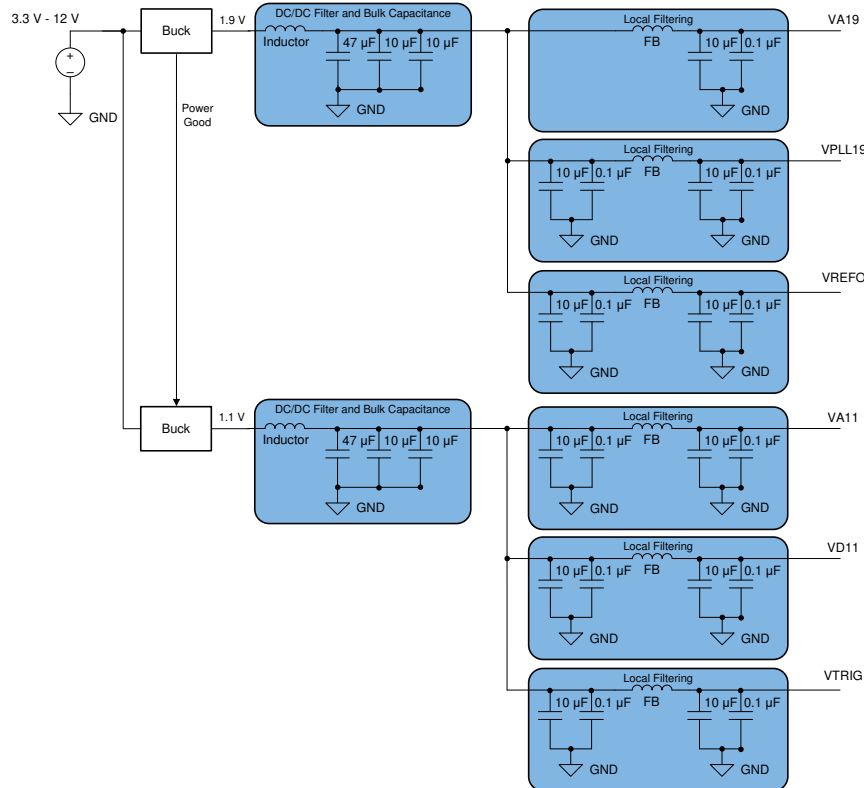 3.3 V - 12 V
Buck
1.9 V
DC/DC Filter and Bulk Capacitance
Inductor
47 µF
10 µF
10 µF
GND
GND
Power
Good
Local Filtering
FB
10 µF
0.1 µF
GND
VA19
Local Filtering
10 µF
0.1 µF
FB
10 µF
0.1 µF
GND
GND
VPLL19
Local Filtering
10 µF
0.1 µF
FB
10 µF
0.1 µF
GND
GND
VREFO
Buck
1.1 V
DC/DC Filter and Bulk Capacitance
Inductor
47 µF
10 µF
10 µF
GND
Local Filtering
10 µF
0.1 µF
FB
10 µF
0.1 µF
GND
GND
VA11
Local Filtering
10 µF
0.1 µF
FB
10 µF
0.1 µF
GND
GND
VD11
Local Filtering
10 µF
0.1 µF
FB
10 µF
0.1 µF
GND
GND
VTRIG